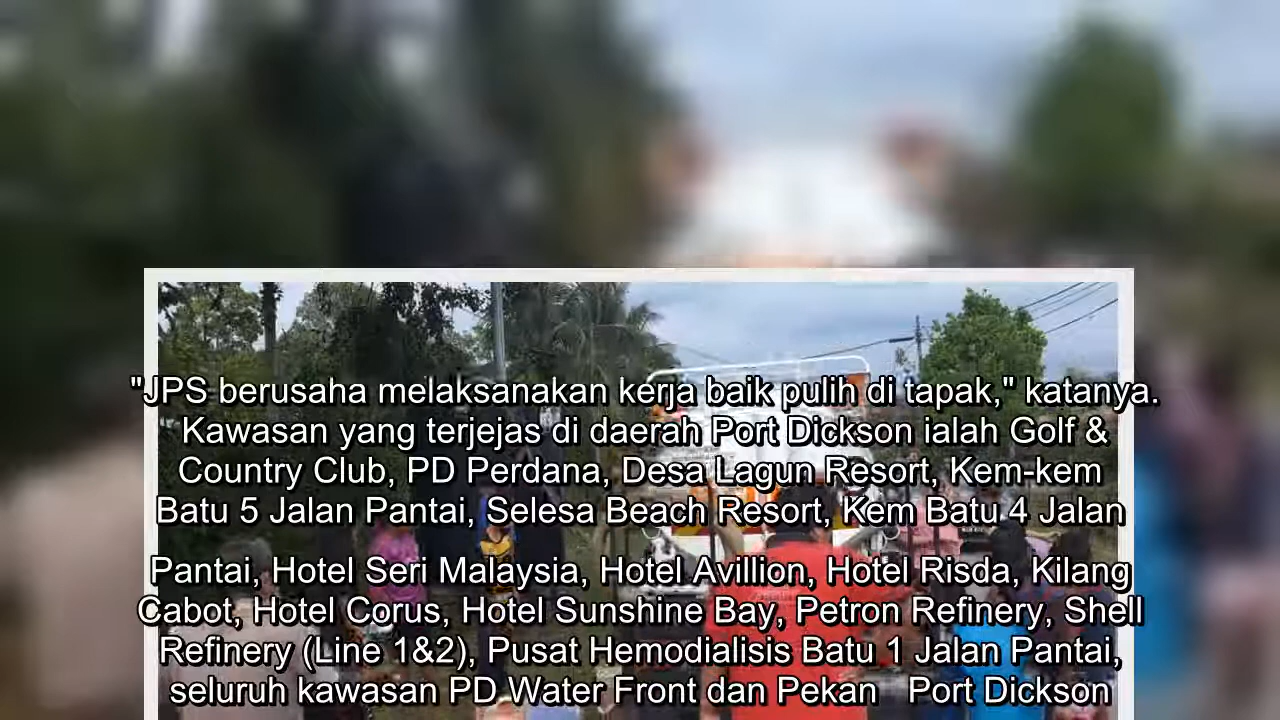 "JPS berusaha melaksanakan kerja baik pulih di tapak," katanya.
Kawasan yang terjejas di daerah Port Dickson ialah Golf &
Country Club, PD Perdana, Desa Lagun Resort, Kem-kem
Batu 5 Jalan Pantai, Selesa Beach Resort, Kem Batu 4 Jalan
Pantai, Hotel Seri Malaysia, Hotel Avillion, Hotel Risda, Kilang
Cabot, Hotel Corus, Hotel Sunshine Bay, Petron Refinery, Shell
Refinery (Line 1&2), Pusat Hemodialisis Batu 1 Jalan Pantai,
seluruh kawasan PD Water Front dan Pekan Port Dickson